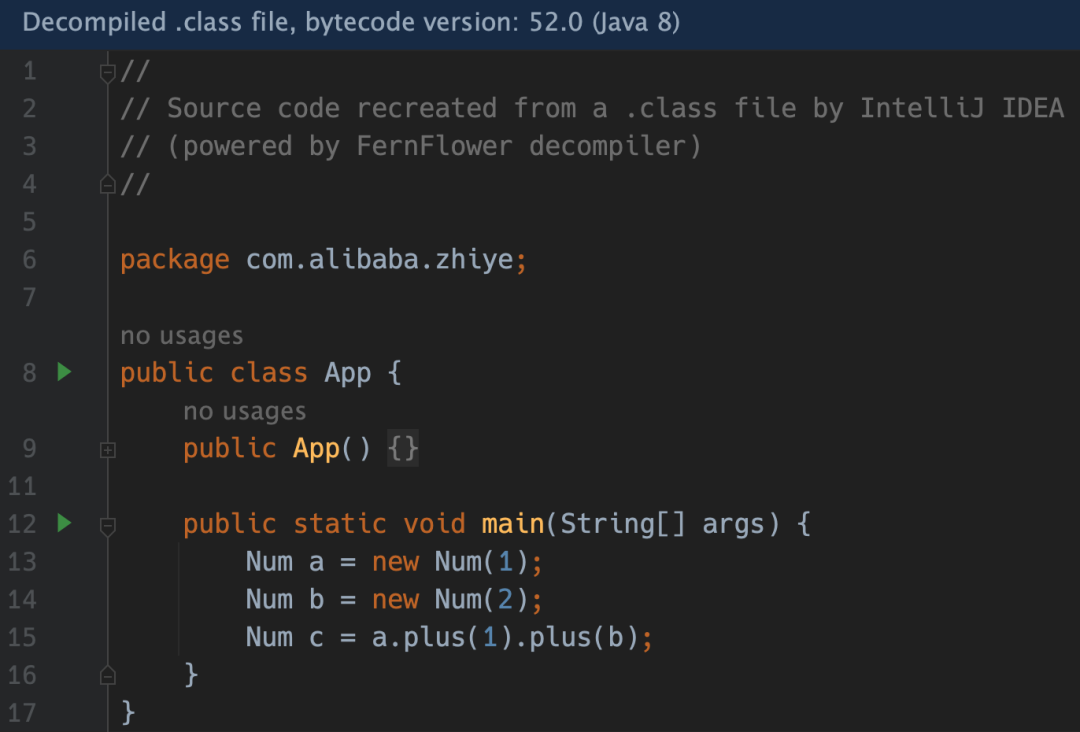 Decompiled .class file, bytecode version: 52.0 (Java 8)
1 //
2 // Source code recreated from a .class file by IntelliJ IDEA
3 // (powered by FernFlower decompiler)
4 //
5
6 package com.alibaba.zhiye;
7
no usages
8 public class App {
no usages
9 public App() {}
11
12 public static void main(String[] args) {
13 Num a = new Num(1);
14 Num b = new Num(2);
15 Num c = a.plus(1).plus(b);
16 }
17 }